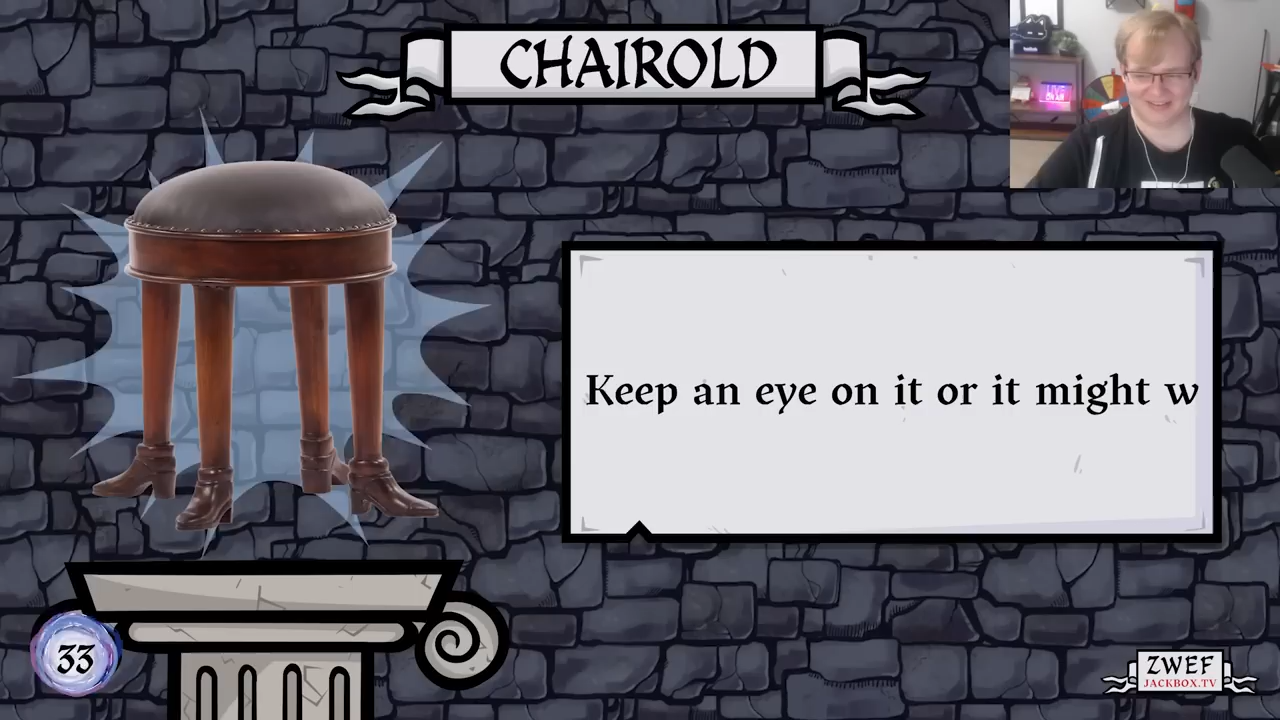 CHAIROLD
Keep an eye on it or it might w
33
ZWEF
JACKBOX.TV